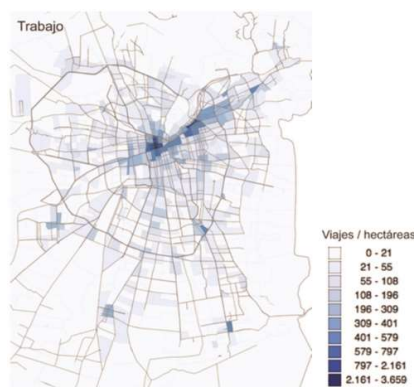 Trabajo
Viajes / hectáreas
0 - 21
21 - 55
55 - 108
108 - 196
196 - 309
309 - 401
401 - 579
579 - 797
797 - 2.161
2.161 - 3.659